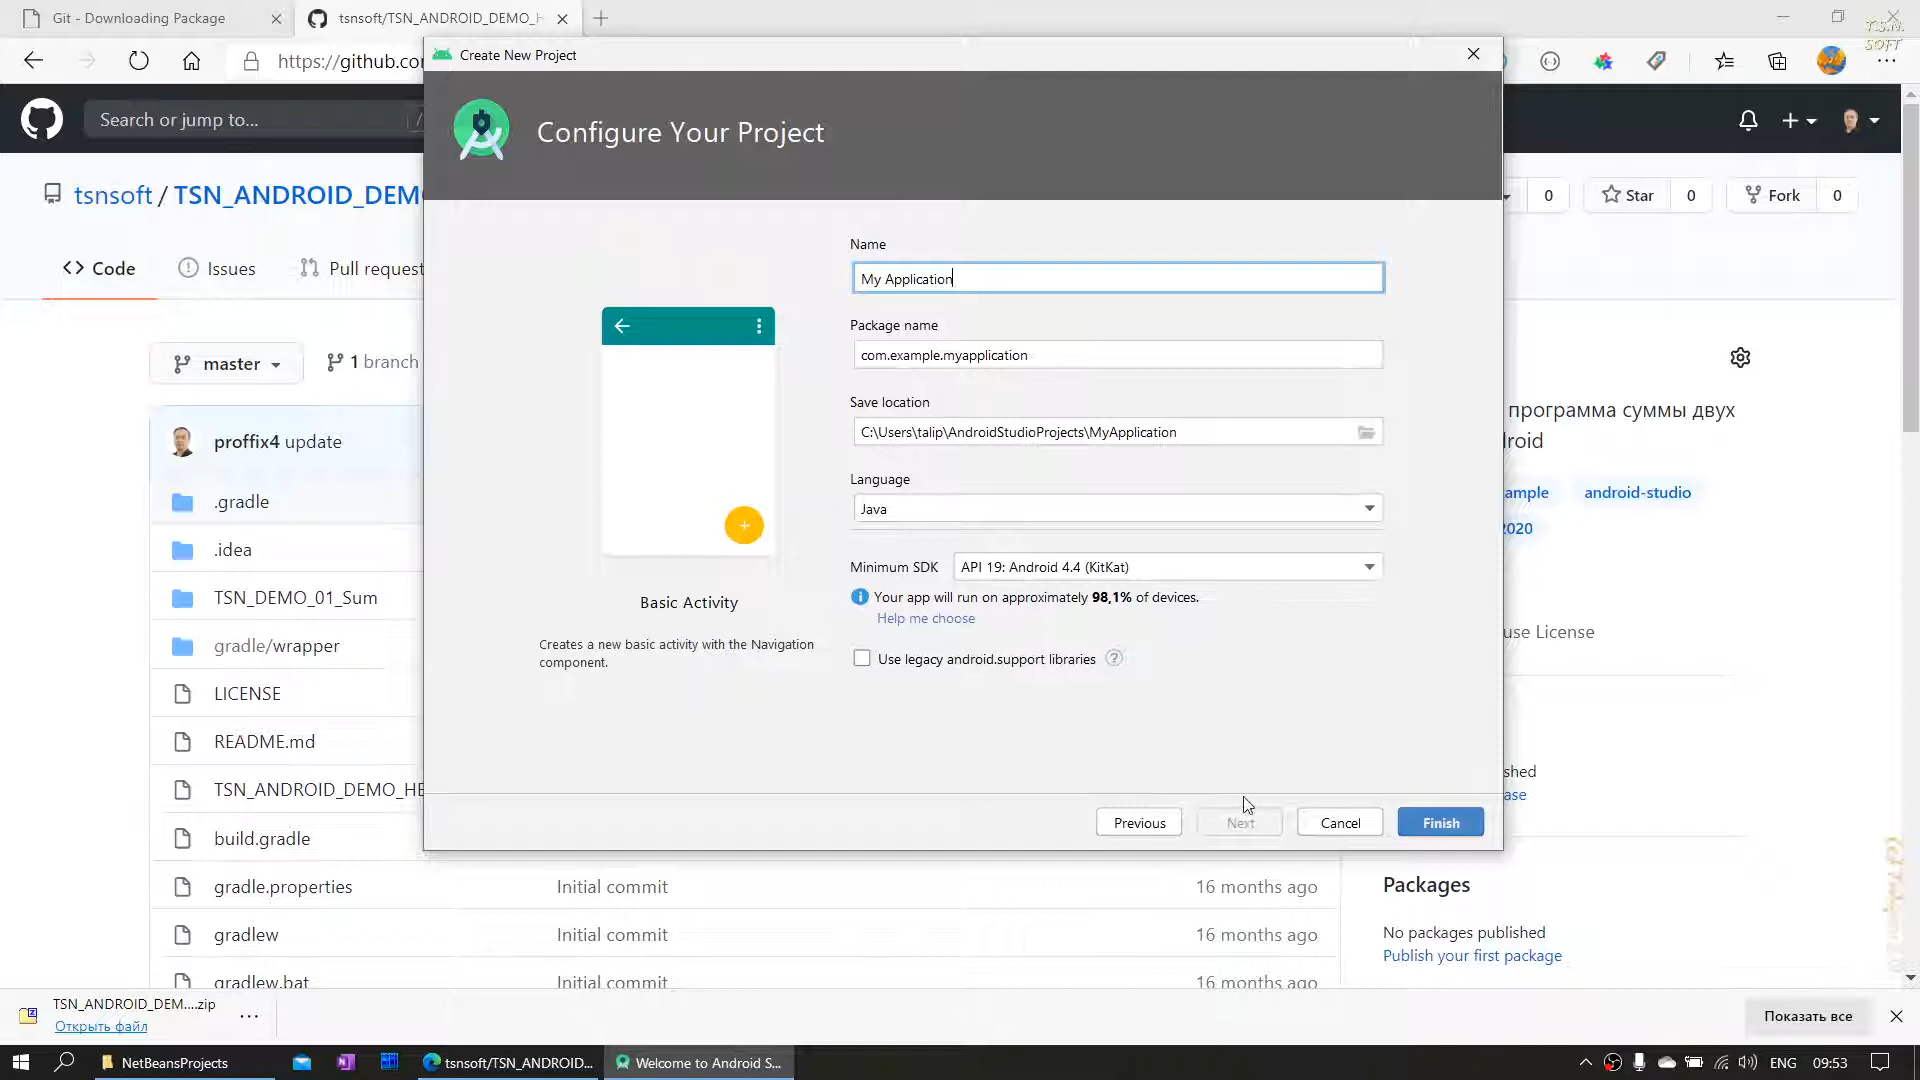 Git - Downloading Package
tsnsoft/TSN_ANDROID_DEMO_H
T.S.N.
SOFT
https://github.co
Create New Project
Search or jump to...
/
Configure Your Project
tsnsoft / TSN_ANDROID_DEM
0
Star
0
Fork
0
Code
Issues
Pull request
Name
My Application
Package name
com.example.myapplication
Save location
C:\Users\talip\AndroidStudioProjects\MyApplication
Language
Java
Minimum SDK
API 19: Android 4.4 (KitKat)
Your app will run on approximately 98,1% of devices.
Help me choose
Use legacy android.support libraries
?
Basic Activity
Creates a new basic activity with the Navigation
component.
Previous
Next
Cancel
Finish
master
1 branch
proffix4 update
.gradle
.idea
TSN_DEMO_01_Sum
gradle/wrapper
LICENSE
README.md
TSN_ANDROID_DEMO_HE
build.gradle
gradle.properties
Initial commit
16 months ago
gradlew
Initial commit
16 months ago
gradlew.bat
Initial commit
16 months ago
программа суммы двух
droid
ample
android-studio
2020
use License
shed
ase
Packages
No packages published
Publish your first package
TSN_ANDROID_DEM....zip
Открыть файл
Показать все
NetBeansProjects
tsnsoft/TSN_ANDROID...
Welcome to Android S...
ENG
09:53